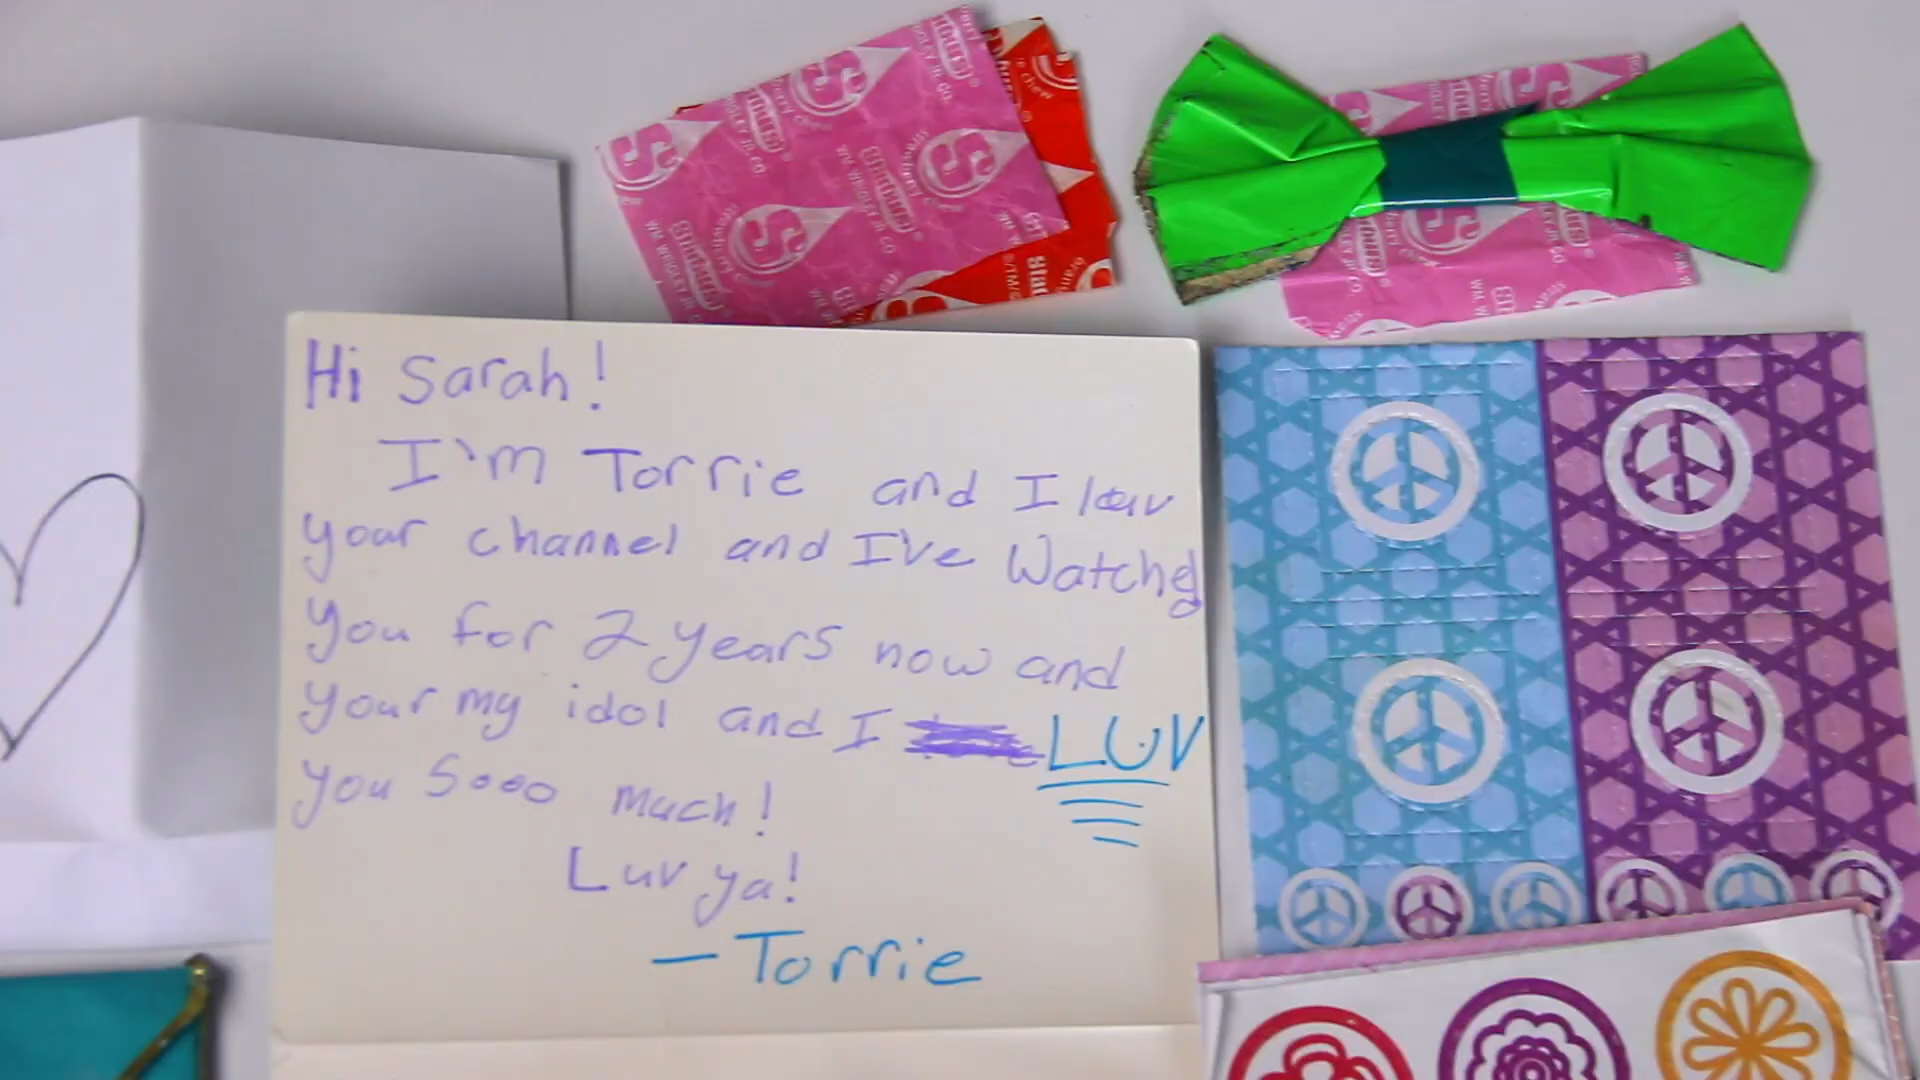 Hi Sarah!
I'm Torrie and I luv
your channel and I've Watched
you for 2 years now and
your my idol and I LUV
you Sooo much!
Luv ya!
- Torrie